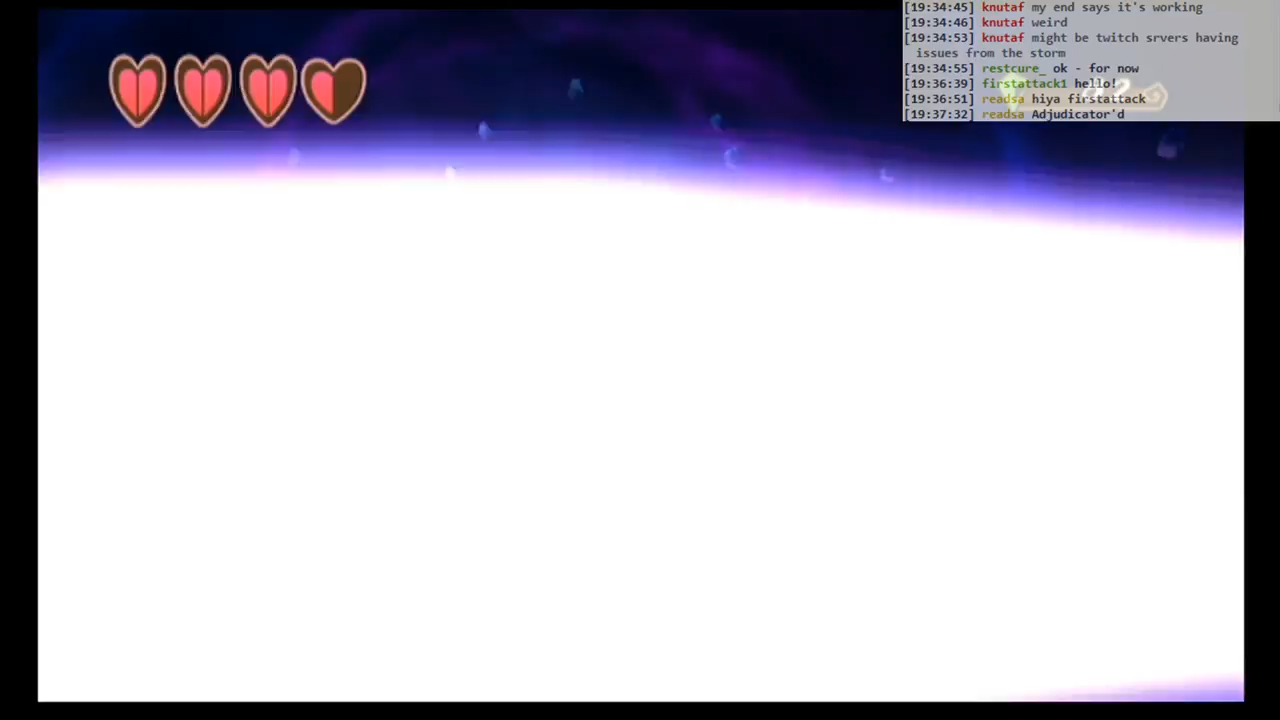 [19:34:45] knutaf my end says it's working
[19:34:46] knutaf weird
[19:34:53] knutaf might be twitch srvers having
issues from the storm
[19:34:55] restcure_ ok - for now
[19:36:39] firstattack1 hello!
[19:36:51] readsa hiya firstattack
[19:37:32] readsa Adjudicator'd